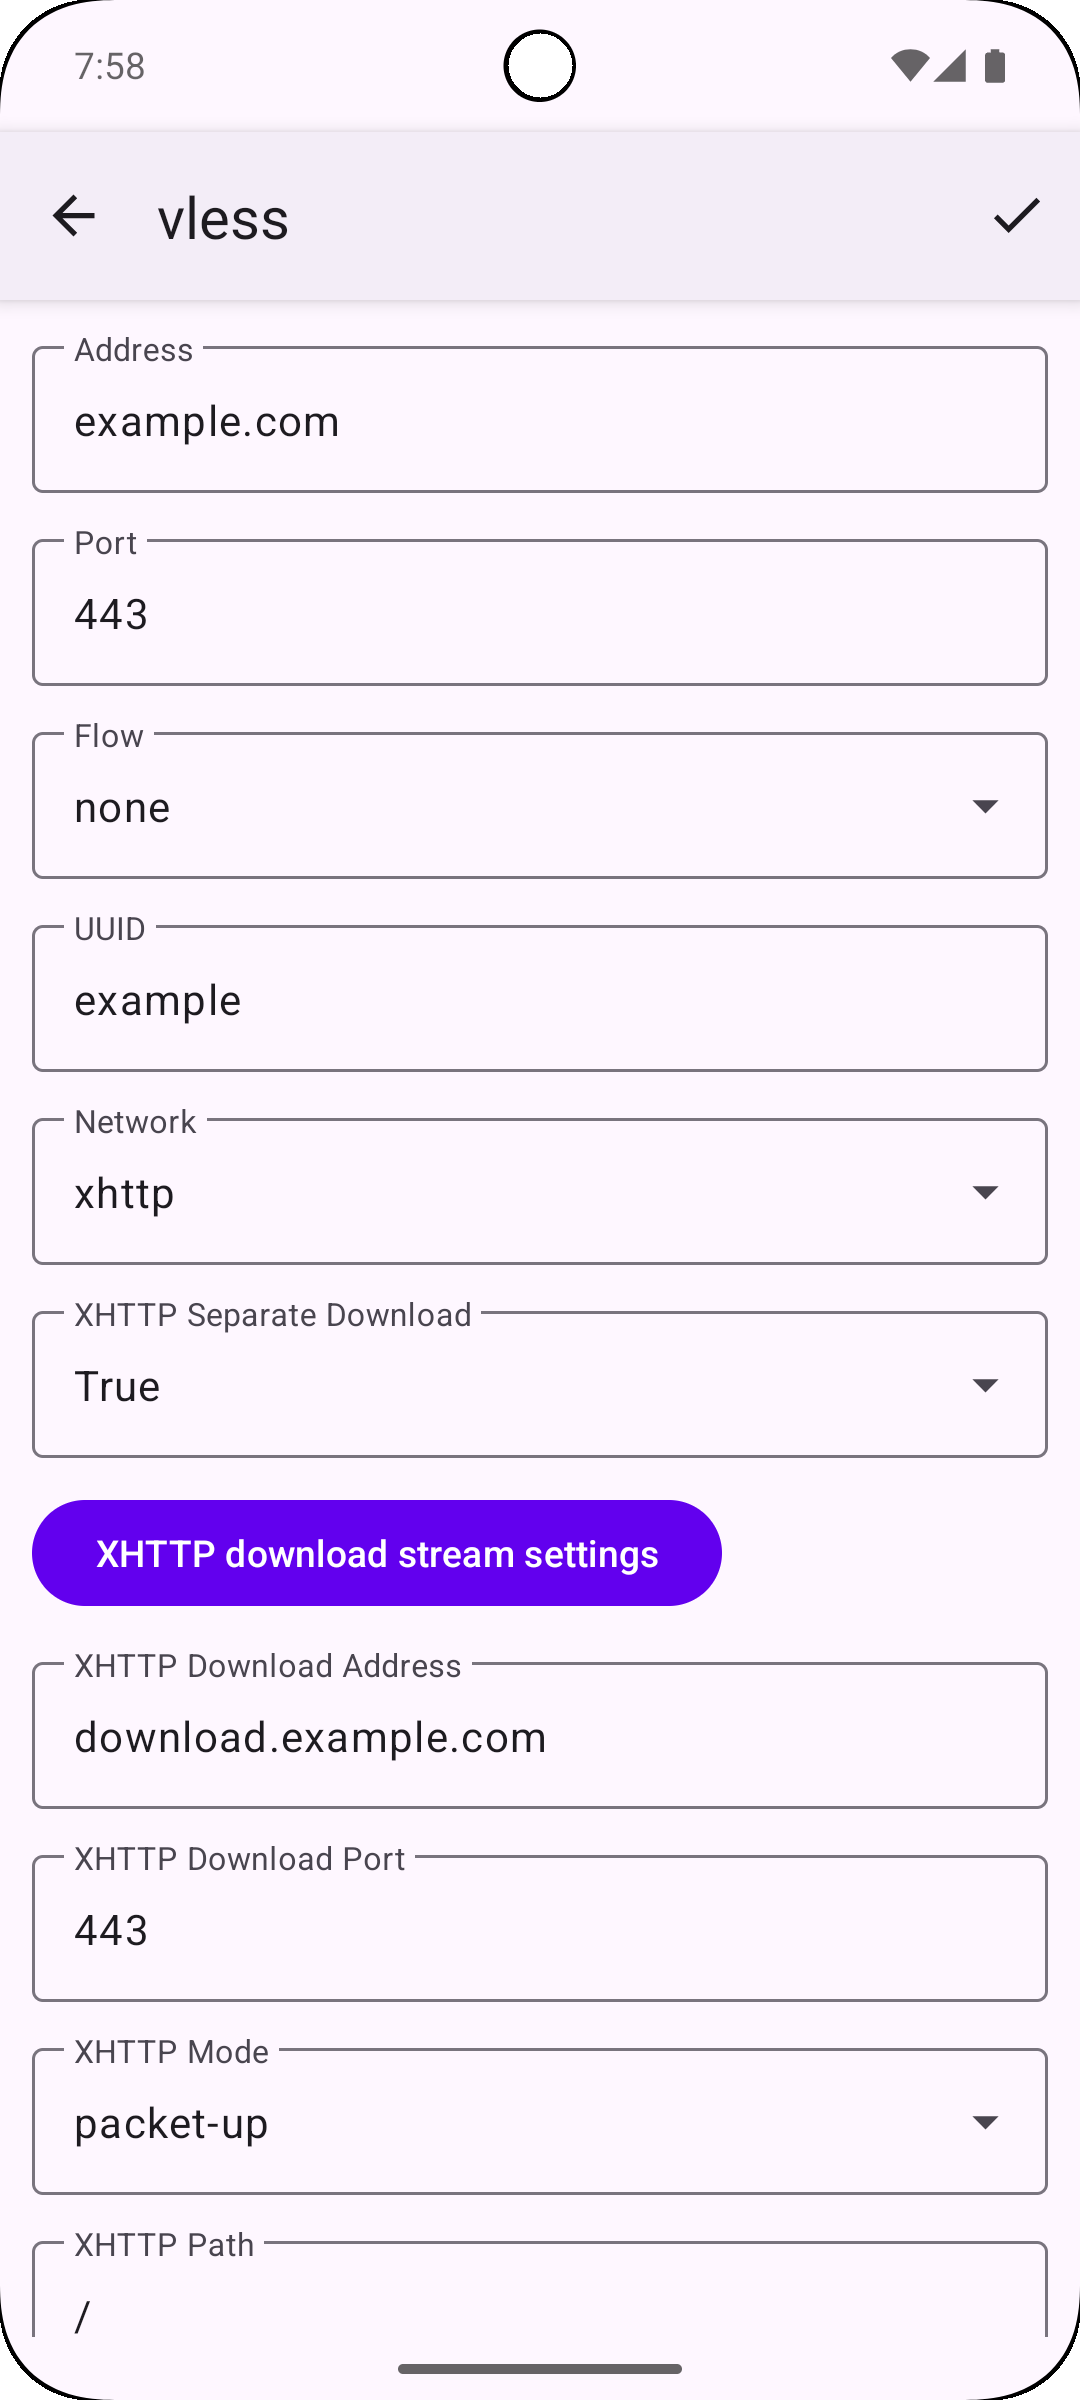 7:58
vless
Address
example.com
Port
443
Flow
none
UUID
example
Network
xhttp
XHTTP Separate Download
True
XHTTP download stream settings
XHTTP Download Address
download.example.com
XHTTP Download Port
443
XHTTP Mode
packet-up
XHTTP Path
/